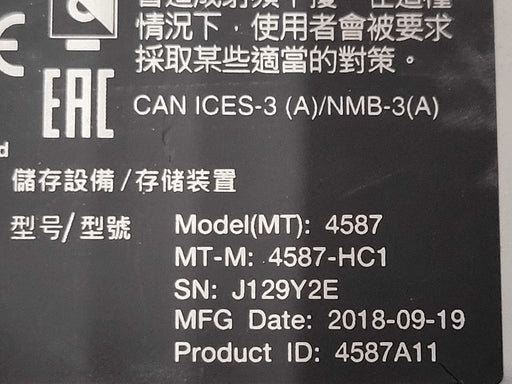 情況下，使用者會被要求
採取某些適當的對策。
CE
EAC
CAN ICES-3 (A)/NMB-3(A)
d
儲存設備/存储装置
型号/型號
Model(MT): 4587
MT-M: 4587-HC1
SN: J129Y2E
MFG Date: 2018-09-19
Product ID: 4587A11